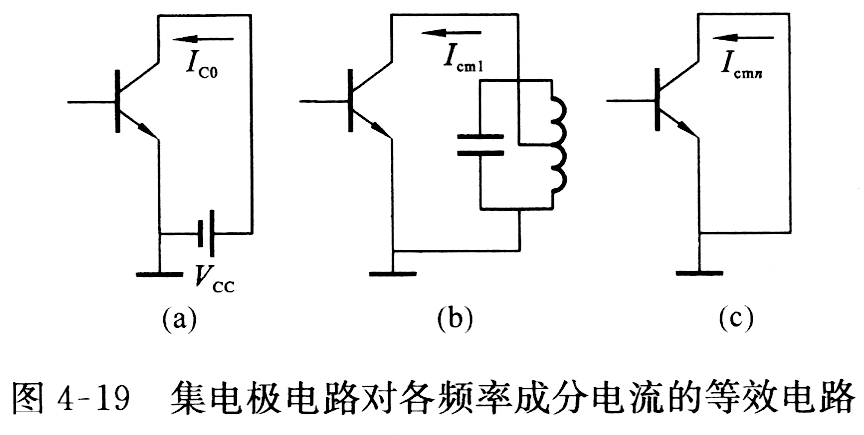 I_C0
I_cm1
I_cmn
V_CC
(a)
(b)
(c)
图 4-19 集电极电路对各频率成分电流的等效电路